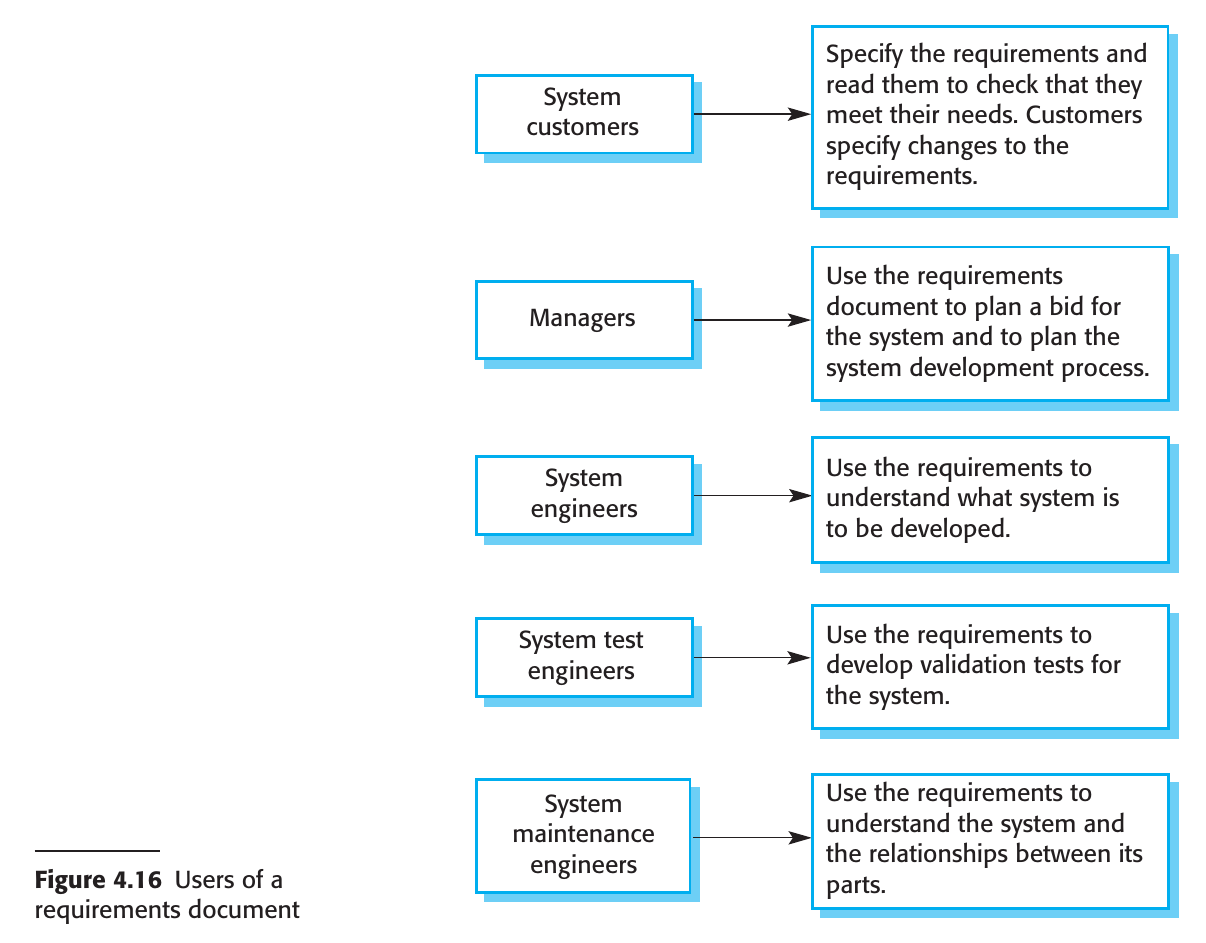 System
customers
Specify the requirements and
read them to check that they
meet their needs. Customers
specify changes to the
requirements.
Managers
Use the requirements
document to plan a bid for
the system and to plan the
system development process.
System
engineers
Use the requirements to
understand what system is
to be developed.
System test
engineers
Use the requirements to
develop validation tests for
the system.
System
maintenance
engineers
Use the requirements to
understand the system and
the relationships between its
parts.
Figure 4.16 Users of a
requirements document